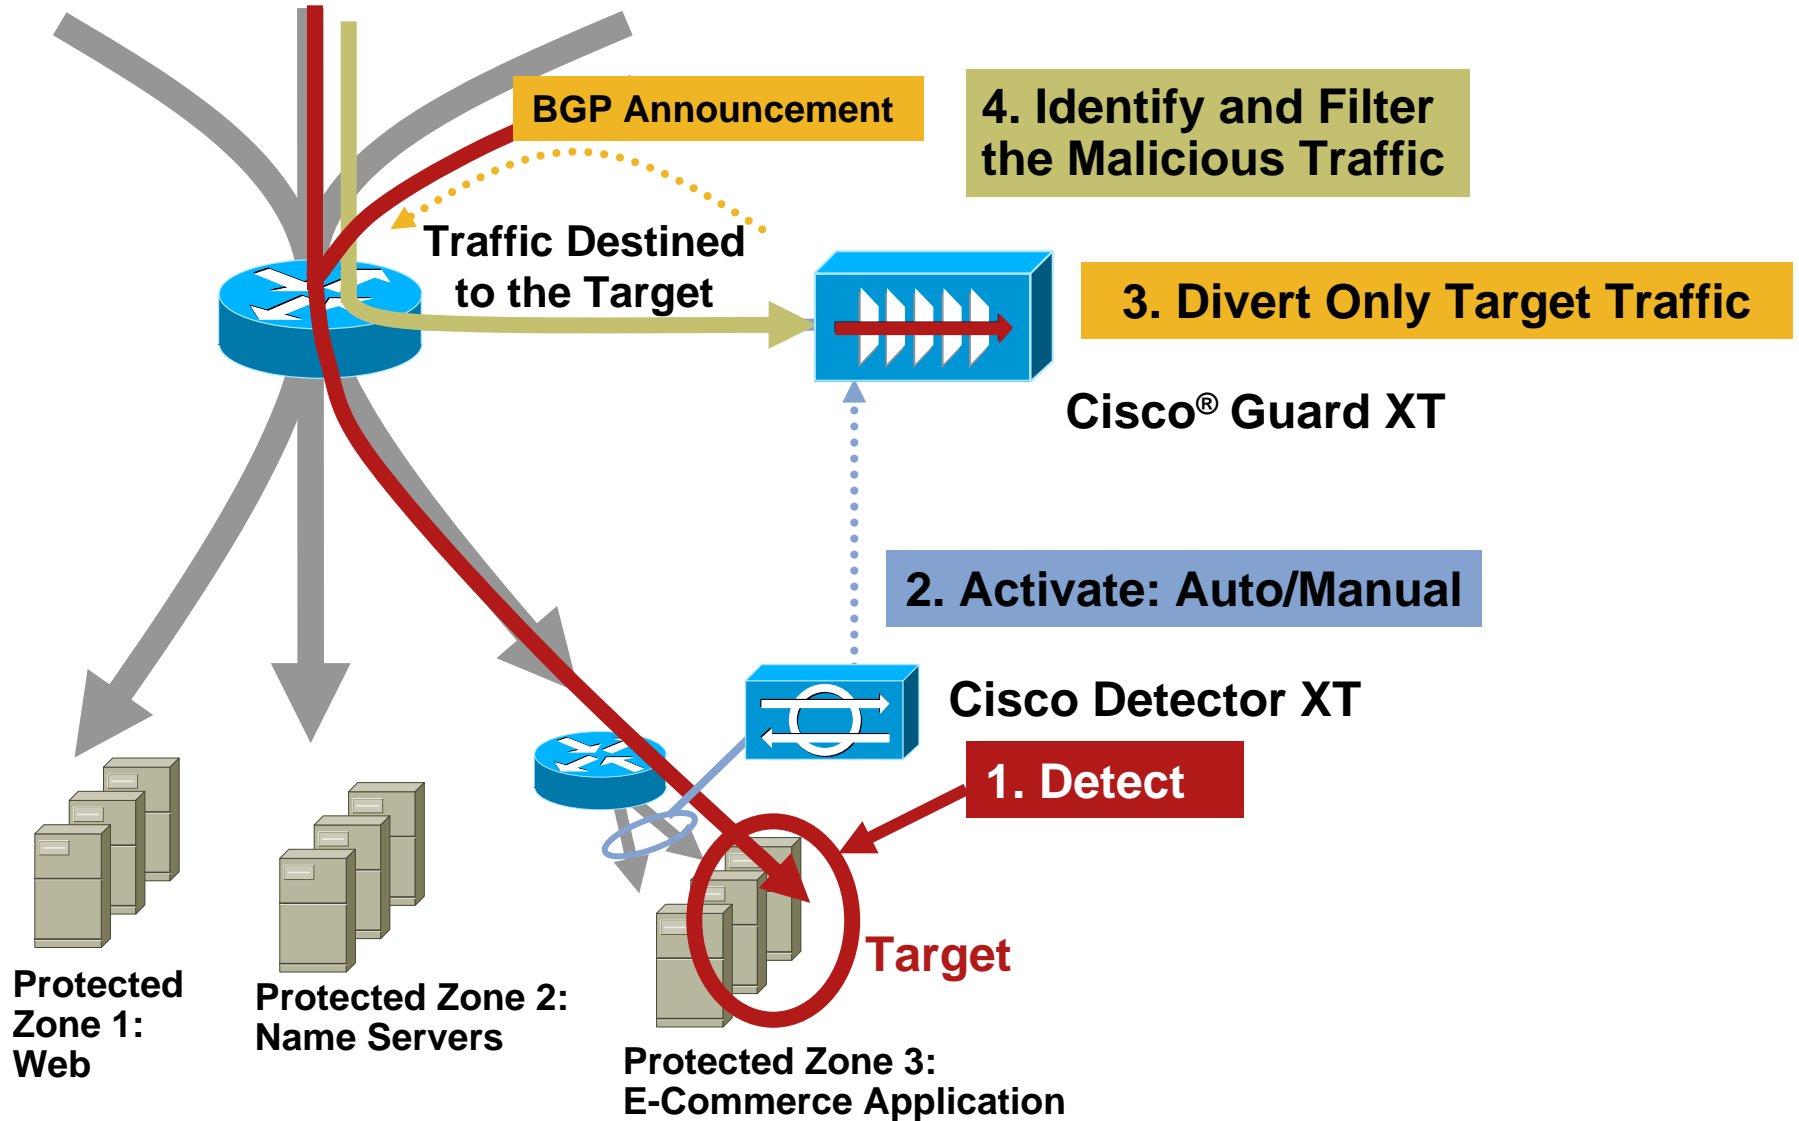 BGP Announcement
4. Identify and Filter
the Malicious Traffic
Traffic Destined
to the Target
3. Divert Only Target Traffic
Cisco® Guard XT
2. Activate: Auto/Manual
Cisco Detector XT
1. Detect
Target
Protected
Zone 1:
Web
Protected Zone 2:
Name Servers
Protected Zone 3:
E-Commerce Application